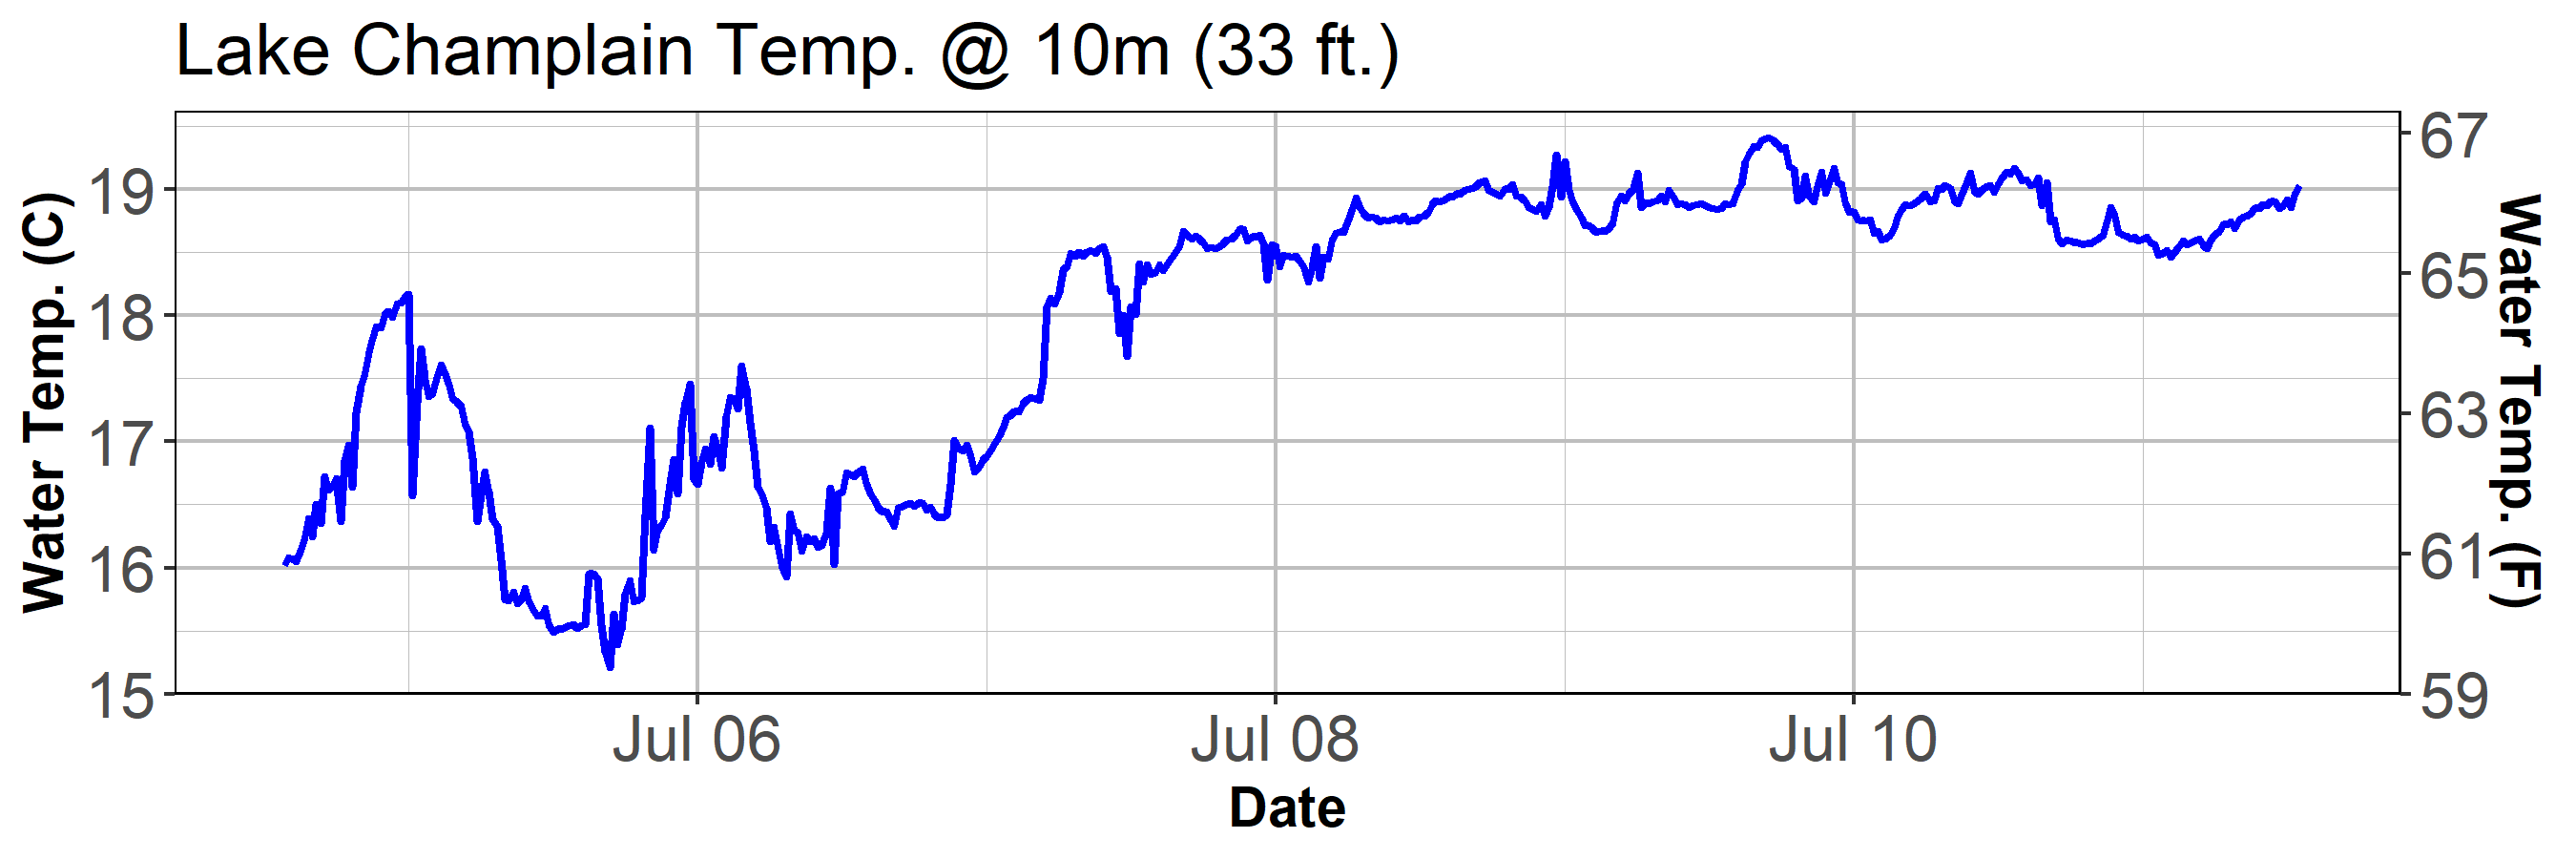 Lake Champlain Temp. @ 10m (33 ft.)
Water Temp. (C)
19
18
17
16
15
67
65
63
61
59
Water Temp. (F)
Jul 06
Jul 08
Jul 10
Date